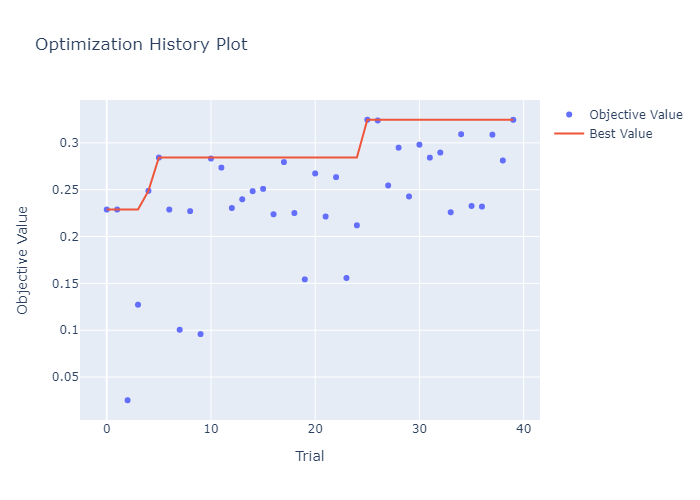 Optimization History Plot
Objective Value
Best Value
0.3
0.25
0.2
0.15
0.1
0.05
Objective Value
0
10
20
30
40
Trial